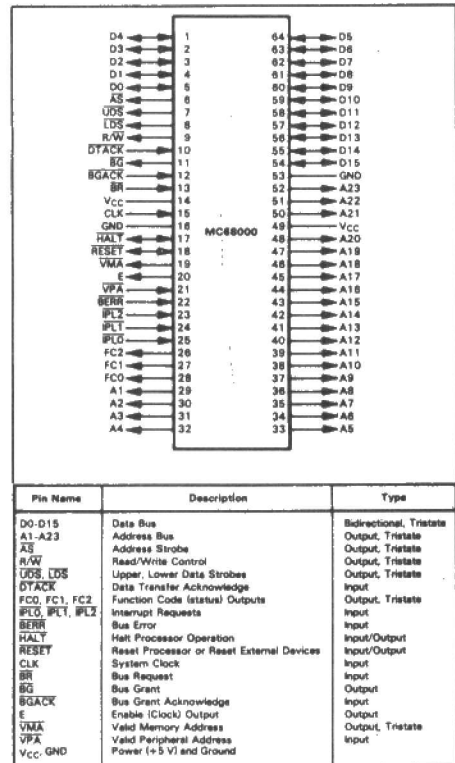 D4 1 64 D5
D3 2 63 D6
D2 3 62 D7
D1 4 61 D8
D0 5 60 D9
AS 6 59 D10
UDS 7 58 D11
LDS 8 57 D12
R/W 9 56 D13
DTACK 10 55 D14
BG 11 54 D15
BGACK 12 53 GND
BR 13 52 A23
VCC 14 51 A22
CLK 15 50 A21
GND 16 49 VCC
MC68000
HALT 17 48 A20
RESET 18 47 A19
VMA 19 46 A18
E 20 45 A17
VPA 21 44 A16
BERR 22 43 A15
IPL2 23 42 A14
IPL1 24 41 A13
IPL0 25 40 A12
FC2 26 39 A11
FC1 27 38 A10
FC0 28 37 A9
A1 29 36 A8
A2 30 35 A7
A3 31 34 A6
A4 32 33 A5
Pin Name Description Type
D0-D15 Data Bus Bidirectional, Tristate
A1-A23 Address Bus Output, Tristate
AS Address Strobe Output, Tristate
R/W Read/Write Control Output, Tristate
UDS, LDS Upper, Lower Data Strobes Output, Tristate
DTACK Data Transfer Acknowledge Input
FC0, FC1, FC2 Function Code (status) Outputs Output, Tristate
IPL0, IPL1, IPL2 Interrupt Requests Input
BERR Bus Error Input
HALT Halt Processor Operation Input/Output
RESET Reset Processor or Reset External Devices Input/Output
CLK System Clock Input
BR Bus Request Input
BG Bus Grant Output
BGACK Bus Grant Acknowledge Input
E Enable (Clock) Output Output
VMA Valid Memory Address Output, Tristate
VPA Valid Peripheral Address Input
VCC, GND Power (+5 V) and Ground